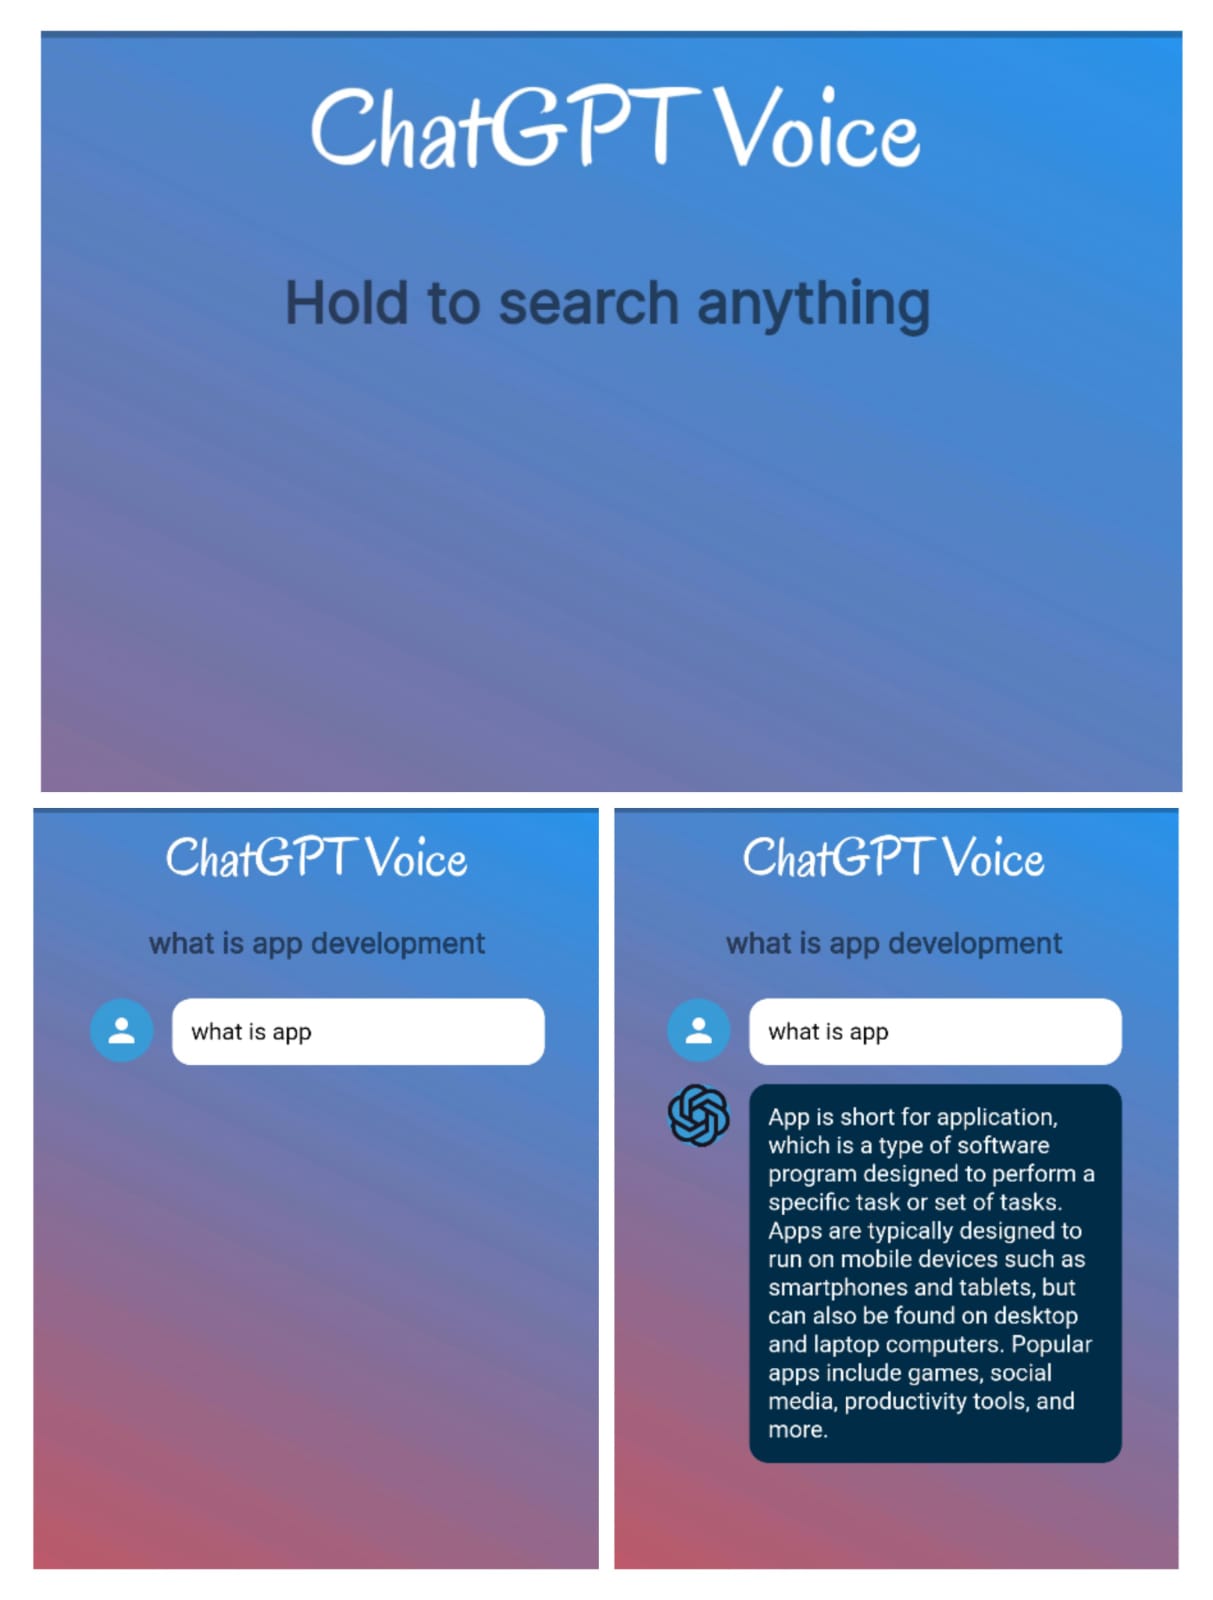 ChatGPT Voice
Hold to search anything
ChatGPT Voice
what is app development
what is app
ChatGPT Voice
what is app development
what is app
App is short for application,
which is a type of software
program designed to perform a
specific task or set of tasks.
Apps are typically designed to
run on mobile devices such as
smartphones and tablets, but
can also be found on desktop
and laptop computers. Popular
apps include games, social
media, productivity tools, and
more.